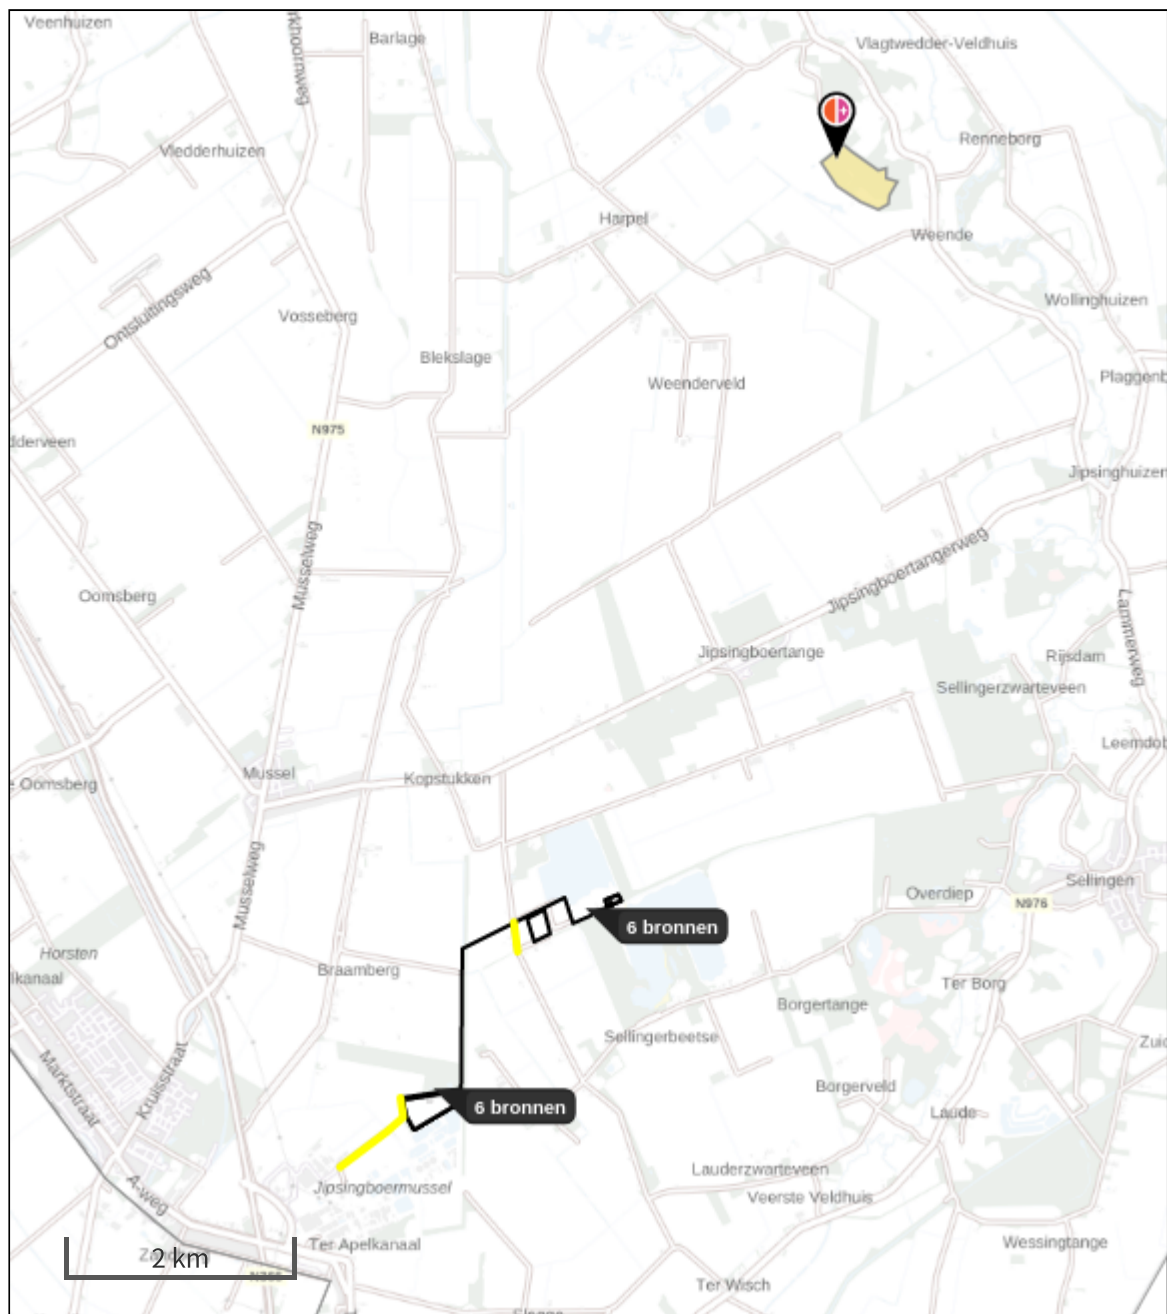 Veenhuizen
Barlage
Vlagtwedder-Veldhuis
Vledderhuizen
Renneborg
Harpel
Weende
Ontsluitingsweg
Wollinghuizen
Vosseberg
Blekslage
Weenderveld
Plaggenb
N975
dderveen
Jipsinghuizen
Musselweg
Jipsingboertangerweg
Oomsberg
Lammerweg
Jipsingboertange
Rijsdam
Sellingerzwarteveen
Leemdob
Mussel
Kopstukken
e Oomsberg
Musselweg
Overdiep
Sellingen
N976
6 bronnen
Horsten
lkanaal
Braamberg
Ter Borg
Borgertange
Sellingerbeetse
Zuid
Marktstraat
Kruisstraat
Borgerveld
6 bronnen
Laude
Lauderzwarteveen
Jipsingboermussel
Veerste Veldhuis
A-weg
Ter Apelkanaal
Wessingtange
2 km
Ter Wisch